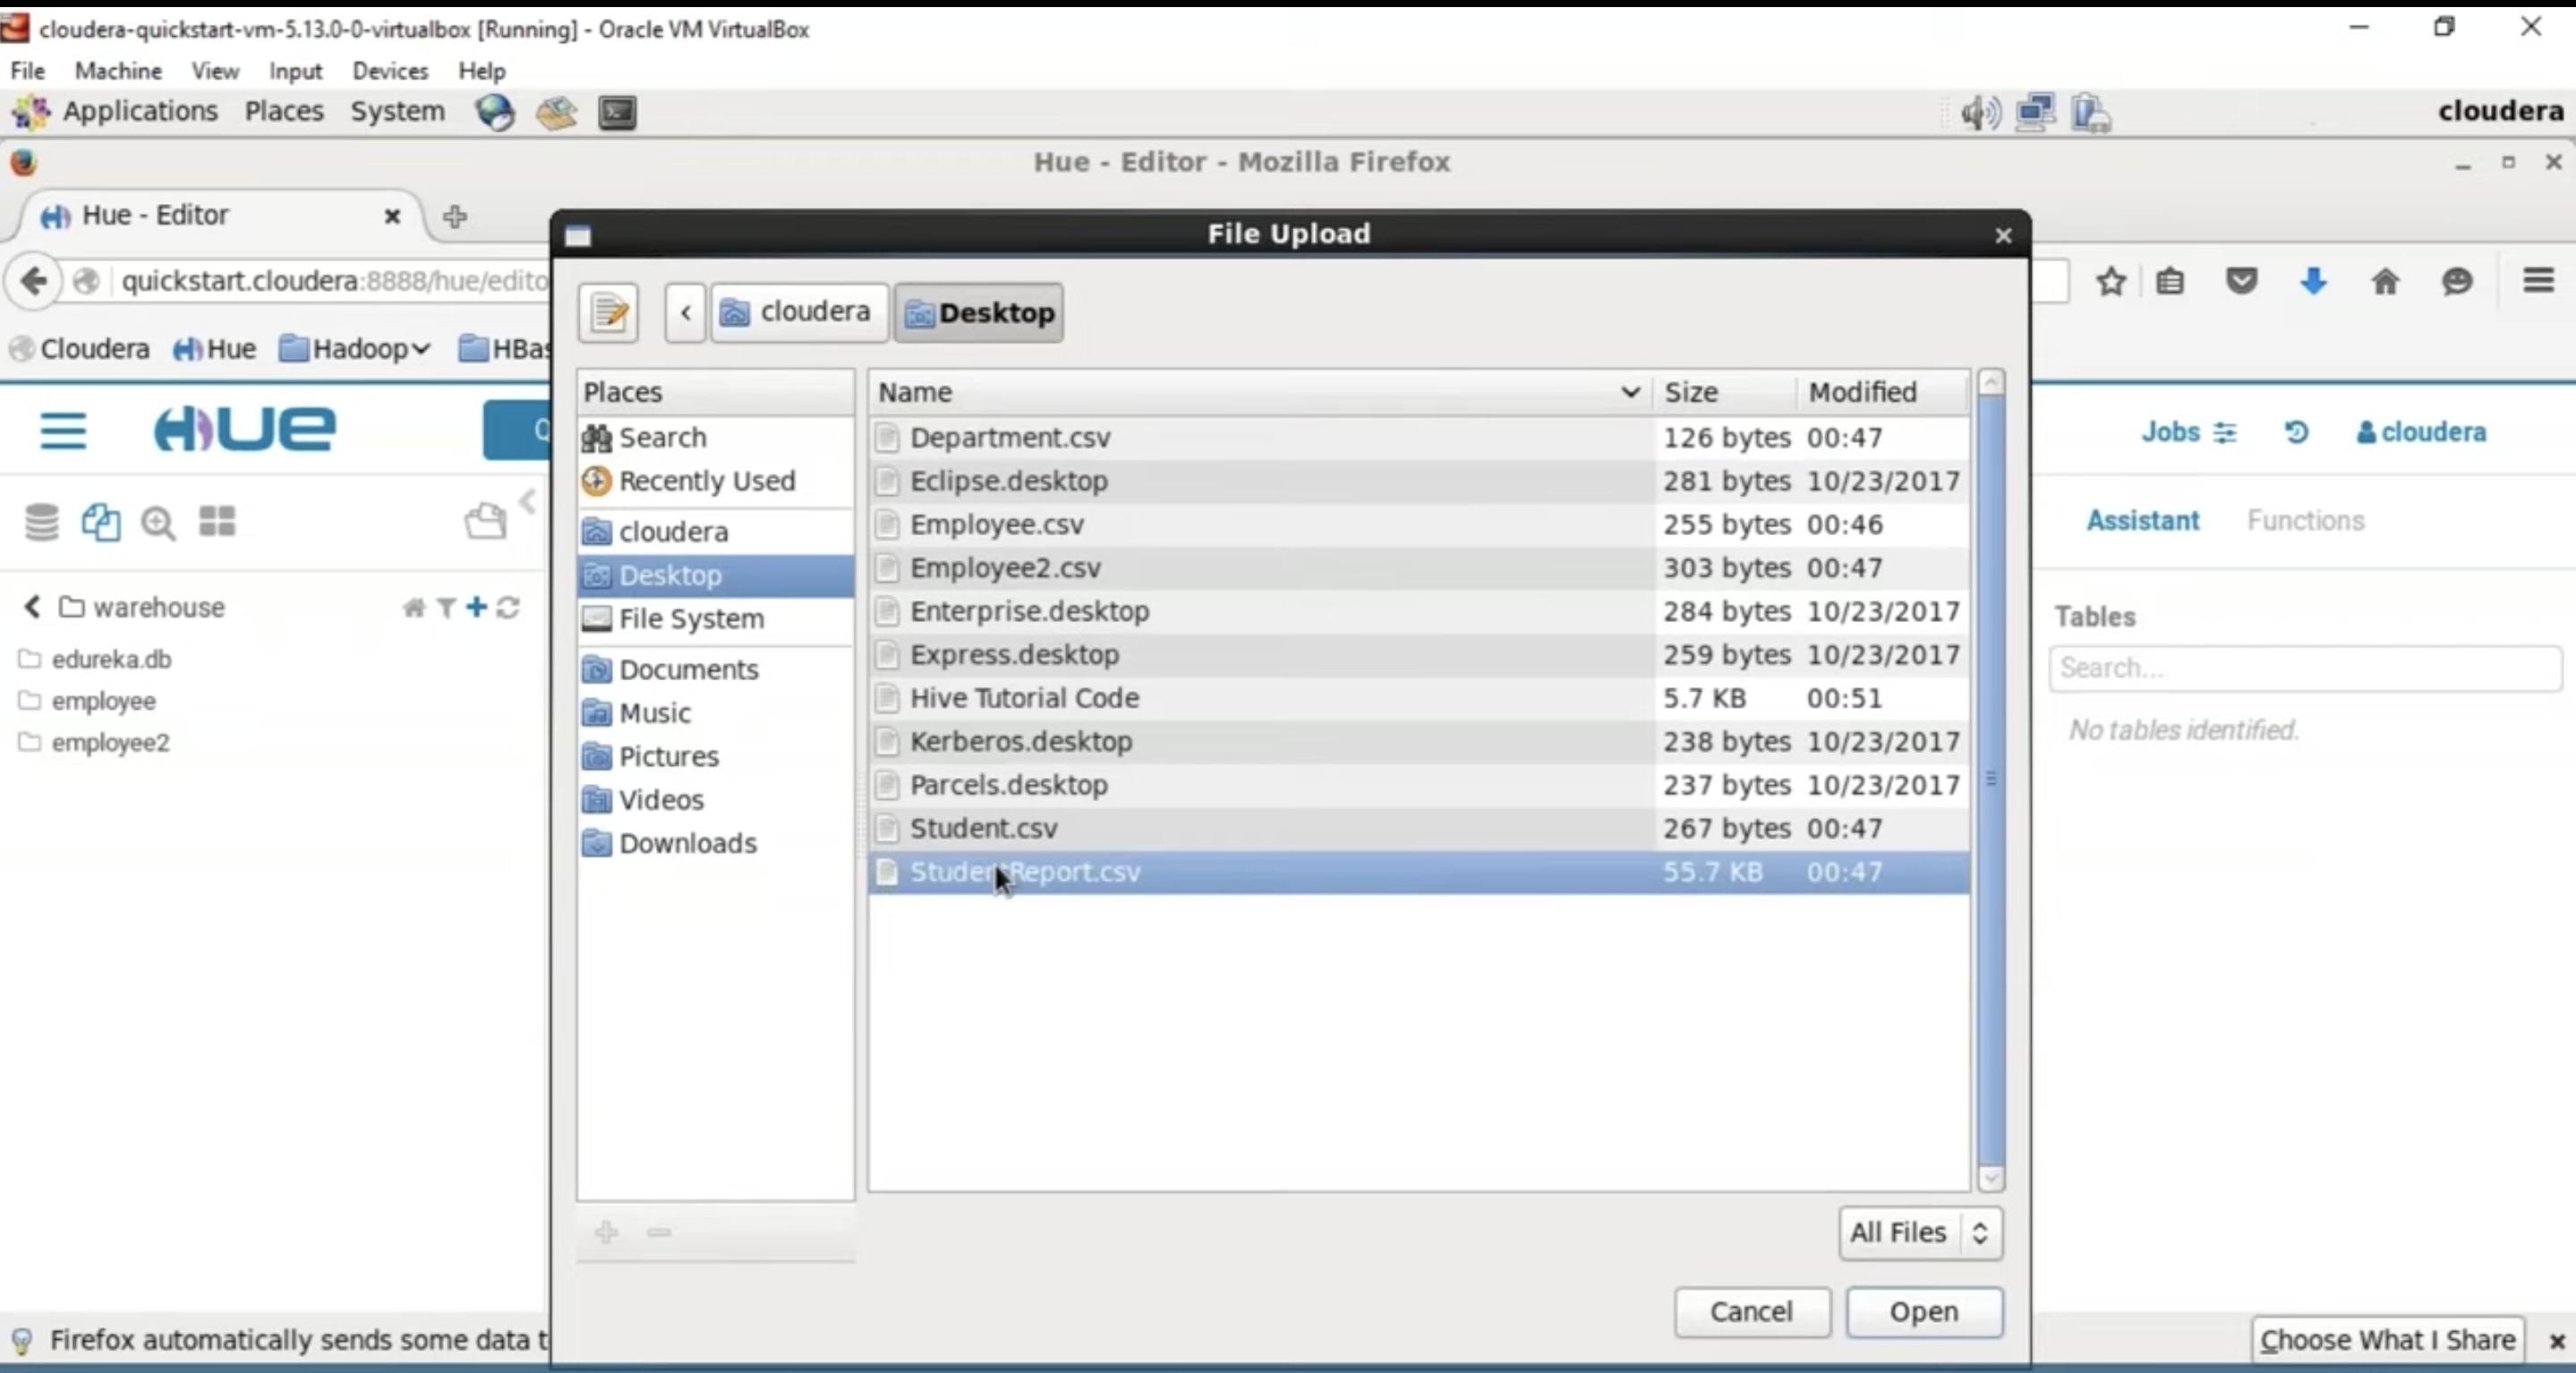 cloudera-quickstart-vm-5.13.0-0-virtualbox [Running] - Oracle VM VirtualBox
File Machine View Input Devices Help
Applications Places System cloudera
Hue - Editor - Mozilla Firefox
Hue - Editor
File Upload
quickstart.cloudera:8888/hue/edito
cloudera Desktop
Cloudera Hue Hadoop HBas
Places
Name Size Modified
Search
Recently Used
cloudera
Desktop
File System
Documents
Music
Pictures
Videos
Downloads
Department.csv 126 bytes 00:47
Eclipse.desktop 281 bytes 10/23/2017
Employee.csv 255 bytes 00:46
Employee2.csv 303 bytes 00:47
Enterprise.desktop 284 bytes 10/23/2017
Express.desktop 259 bytes 10/23/2017
Hive Tutorial Code 5.7 KB 00:51
Kerberos.desktop 238 bytes 10/23/2017
Parcels.desktop 237 bytes 10/23/2017
Student.csv 267 bytes 00:47
StudentReport.csv 55.7 KB 00:47
HUE Q
Jobs cloudera
Assistant Functions
warehouse
edureka.db
employee
employee2
Tables
Search...
No tables identified.
All Files
Cancel Open
Firefox automatically sends some data t
Choose What I Share